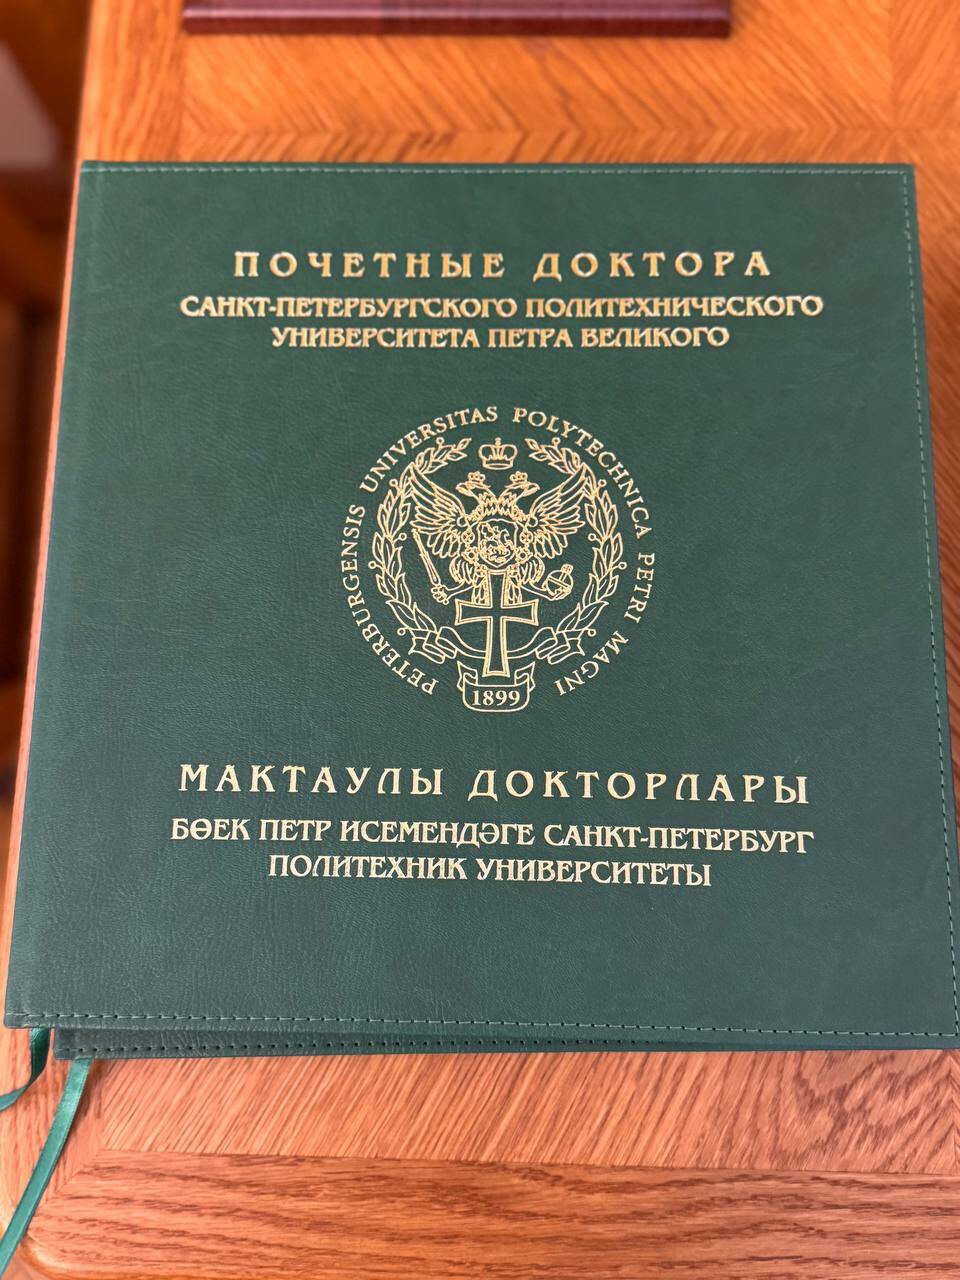 ПОЧЕТНЫЕ ДОКТОРА
САНКТ-ПЕТЕРБУРГСКОГО ПОЛИТЕХНИЧЕСКОГО
УНИВЕРСИТЕТА ПЕТРА ВЕЛИКОГО
PETERBURGENSIS UNIVERSITAS POLYTECHNICA PETRI MAGNI
1899
МАКТАУЛЫ ДОКТОРЛАРЫ
БӨЕК ПЕТР ИСЕМЕНДӘГЕ САНКТ-ПЕТЕРБУРГ
ПОЛИТЕХНИК УНИВЕРСИТЕТЫ